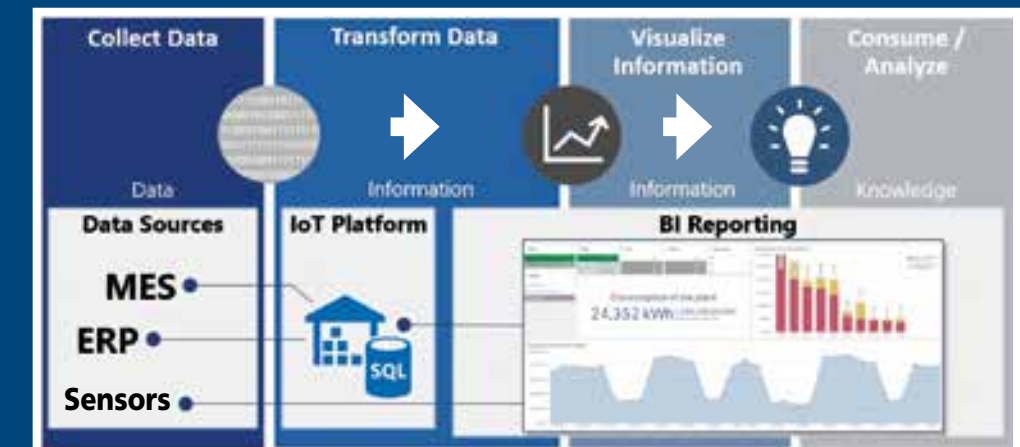 Collect Data
Transform Data
Visualize
Information
Consume /
Analyze
Data
Information
Information
Knowledge
Data Sources
IoT Platform
BI Reporting
MES
ERP
Sensors
SQL
Consumption of the plant
24,352 kWh